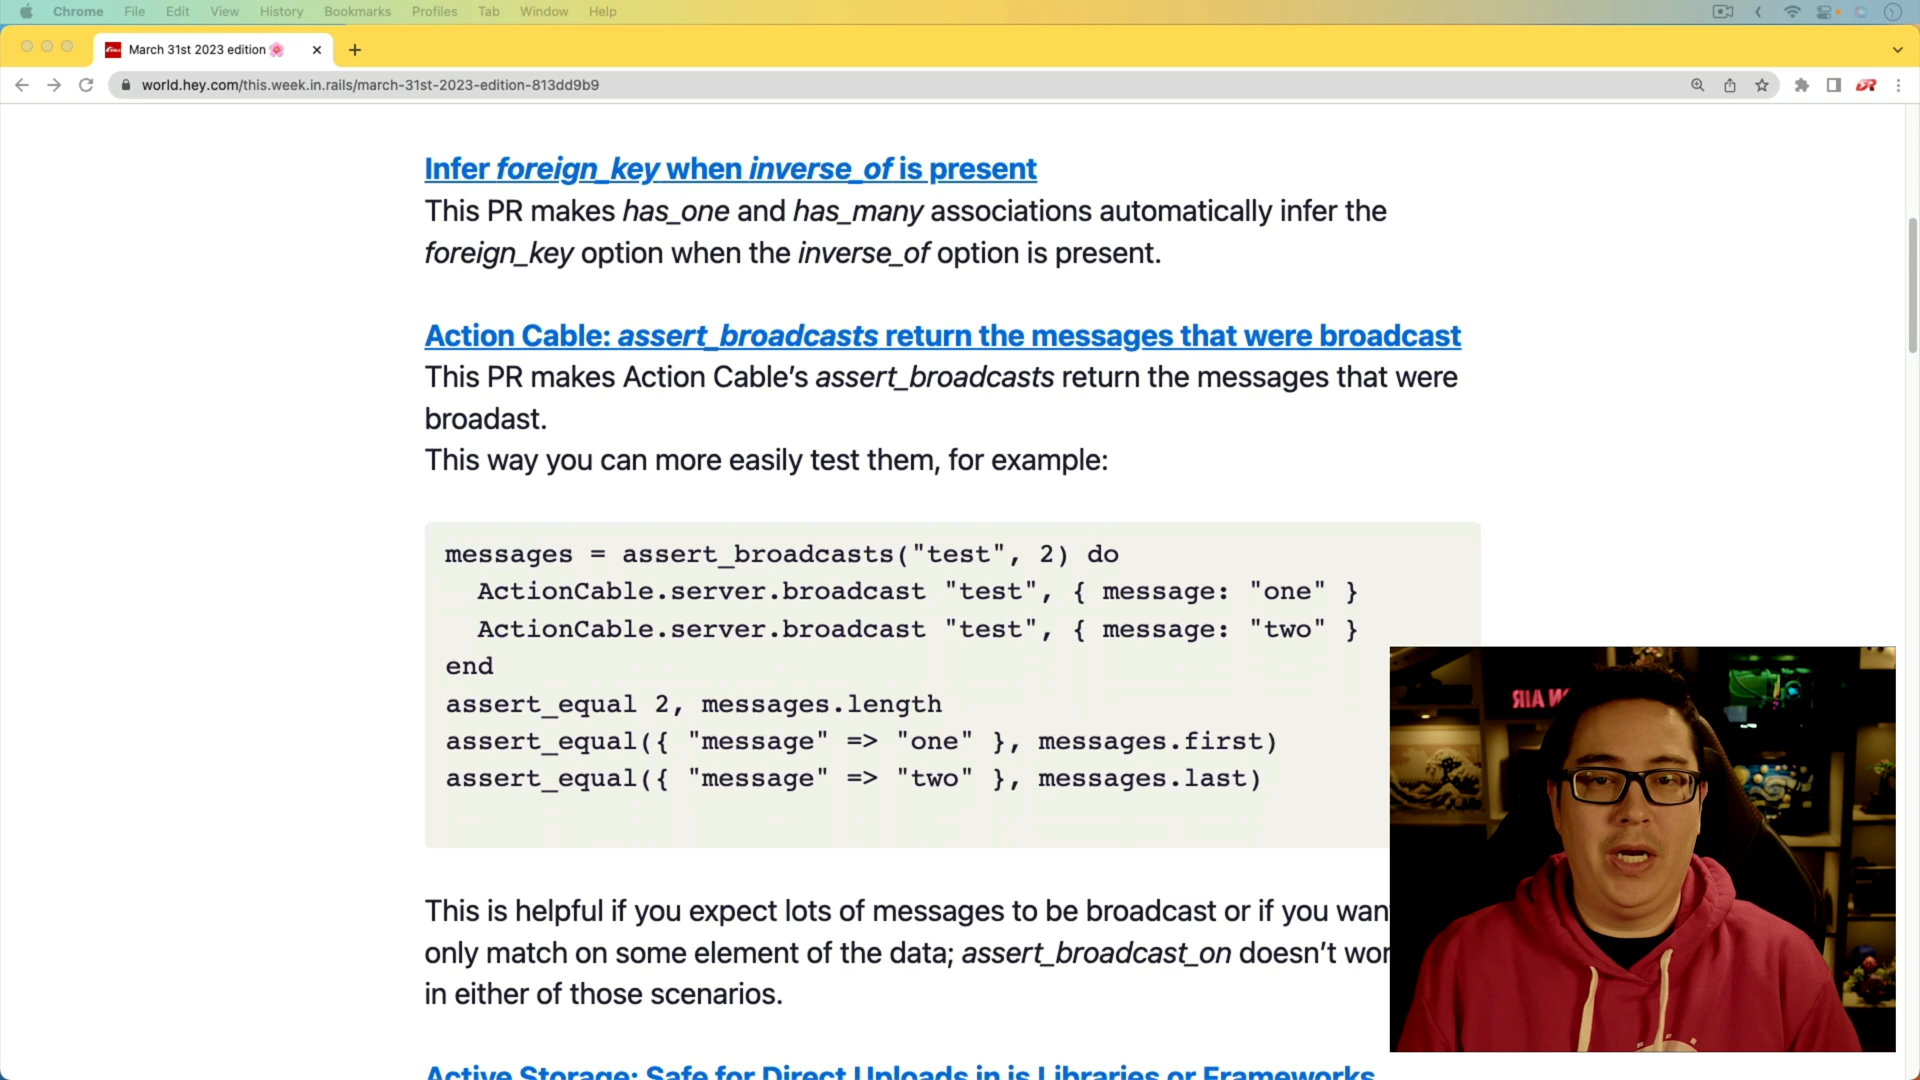 Chrome File Edit View History Bookmarks Profiles Tab Window Help
March 31st 2023 edition
world.hey.com/this.week.in.rails/march-31st-2023-edition-813dd9b9
Infer foreign_key when inverse_of is present
This PR makes has_one and has_many associations automatically infer the
foreign_key option when the inverse_of option is present.
Action Cable: assert_broadcasts return the messages that were broadcast
This PR makes Action Cable’s assert_broadcasts return the messages that were
broadast.
This way you can more easily test them, for example:
messages = assert_broadcasts("test", 2) do
ActionCable.server.broadcast "test", { message: "one" }
ActionCable.server.broadcast "test", { message: "two" }
end
assert_equal 2, messages.length
assert_equal({ "message" => "one" }, messages.first)
assert_equal({ "message" => "two" }, messages.last)
This is helpful if you expect lots of messages to be broadcast or if you wan
only match on some element of the data; assert_broadcast_on doesn’t wor
in either of those scenarios.
Active Storage: Safe for Direct Uploads in js Libraries or Frameworks